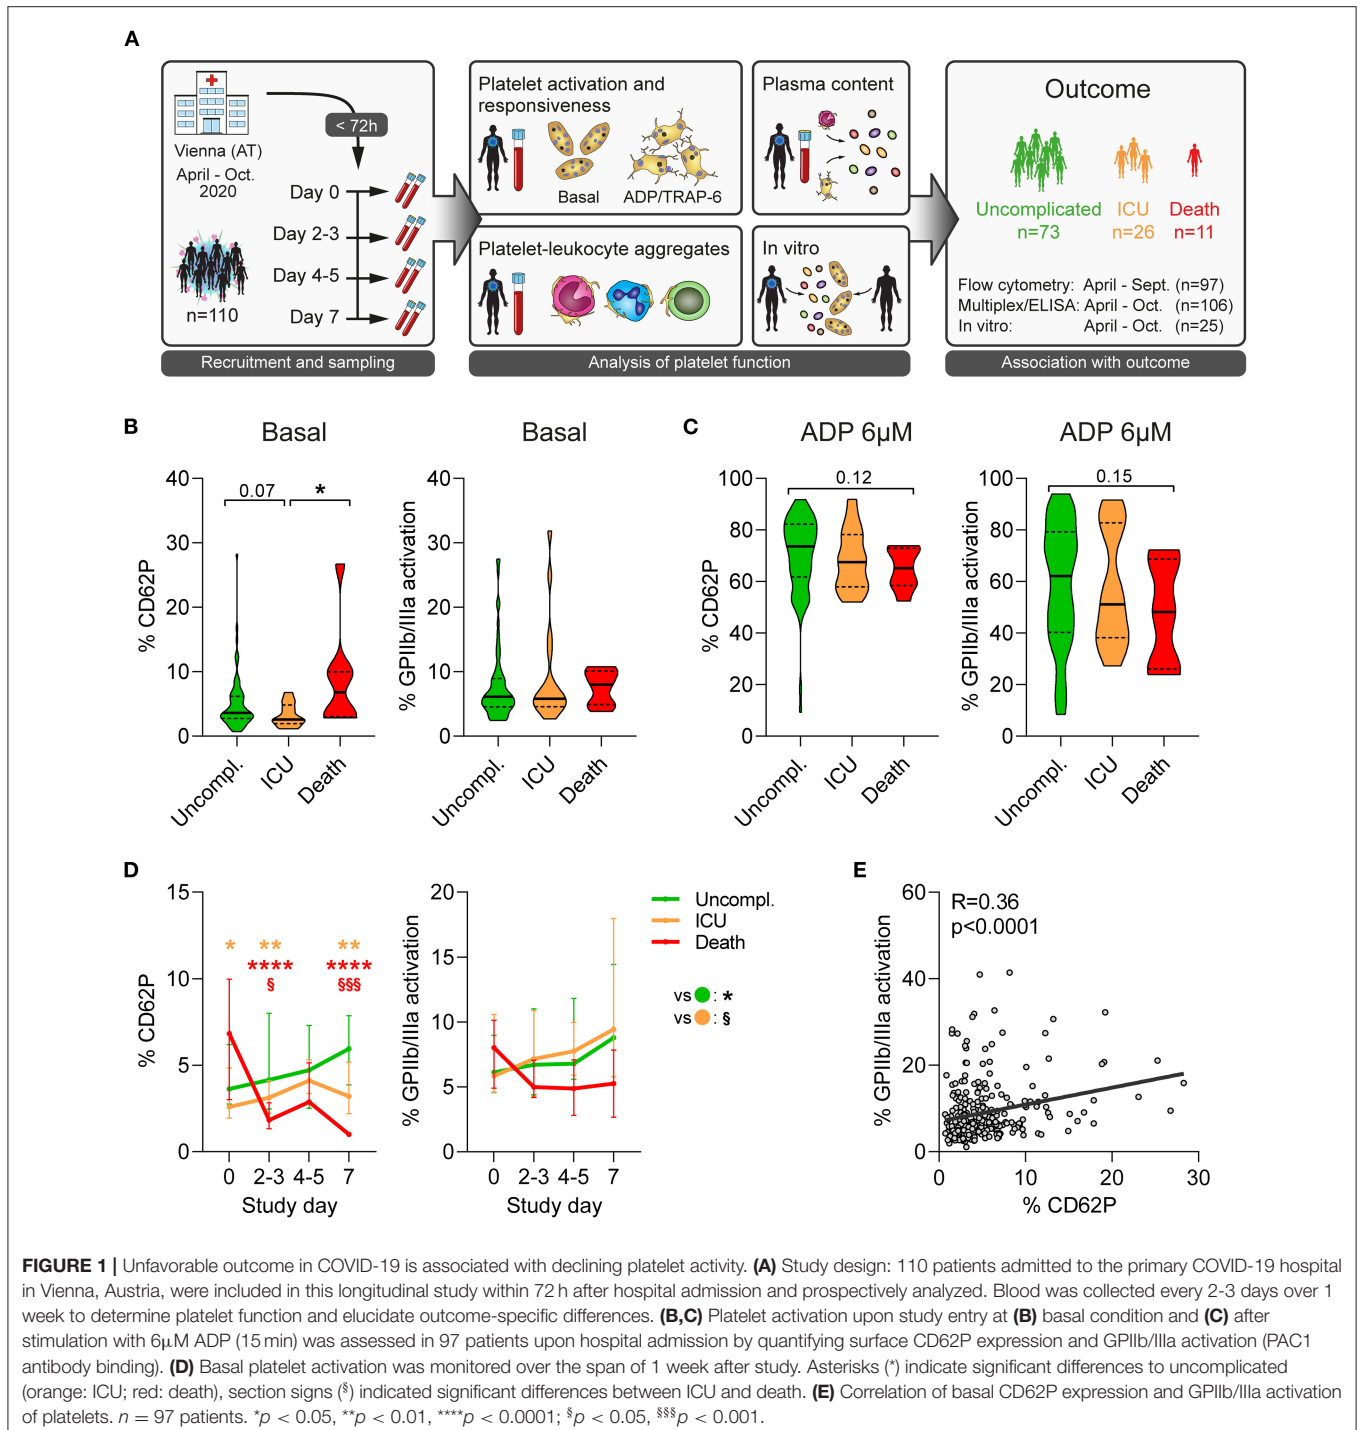 A
Vienna (AT)
April - Oct.
2020
n=110
< 72h
Day 0
Day 2-3
Day 4-5
Day 7
Recruitment and sampling
Platelet activation and
responsiveness
Basal
ADP/TRAP-6
Platelet-leukocyte aggregates
Plasma content
In vitro
Analysis of platelet function
Outcome
Uncomplicated
n=73
ICU
n=26
Death
n=11
Flow cytometry: April - Sept. (n=97)
Multiplex/ELISA: April - Oct. (n=106)
In vitro: April - Oct. (n=25)
Association with outcome
B
Basal
% CD62P
40
30
20
10
0
0.07
*
Uncompl.
ICU
Death
Basal
% GPIIb/IIIa activation
40
30
20
10
0
Uncompl.
ICU
Death
C
ADP 6µM
% CD62P
100
80
60
40
20
0
0.12
Uncompl.
ICU
Death
ADP 6µM
% GPIIb/IIIa activation
100
80
60
40
20
0
0.15
Uncompl.
ICU
Death
D
% CD62P
15
10
5
0
* ** **
**** ****
§ §§§
0 2-3 4-5 7
Study day
% GPIIb/IIIa activation
20
15
10
5
0
0 2-3 4-5 7
Study day
Uncompl.
ICU
Death
vs : *
vs : §
E
R=0.36
p<0.0001
% GPIIb/IIIa activation
60
40
20
0
0 10 20 30
% CD62P
FIGURE 1 | Unfavorable outcome in COVID-19 is associated with declining platelet activity. (A) Study design: 110 patients admitted to the primary COVID-19 hospital
in Vienna, Austria, were included in this longitudinal study within 72 h after hospital admission and prospectively analyzed. Blood was collected every 2-3 days over 1
week to determine platelet function and elucidate outcome-specific differences. (B,C) Platelet activation upon study entry at (B) basal condition and (C) after
stimulation with 6µM ADP (15 min) was assessed in 97 patients upon hospital admission by quantifying surface CD62P expression and GPIIb/IIIa activation (PAC1
antibody binding). (D) Basal platelet activation was monitored over the span of 1 week after study. Asterisks (*) indicate significant differences to uncomplicated
(orange: ICU; red: death), section signs (§) indicated significant differences between ICU and death. (E) Correlation of basal CD62P expression and GPIIb/IIIa activation
of platelets. n = 97 patients. *p < 0.05, **p < 0.01, ****p < 0.0001; §p < 0.05, §§§p < 0.001.